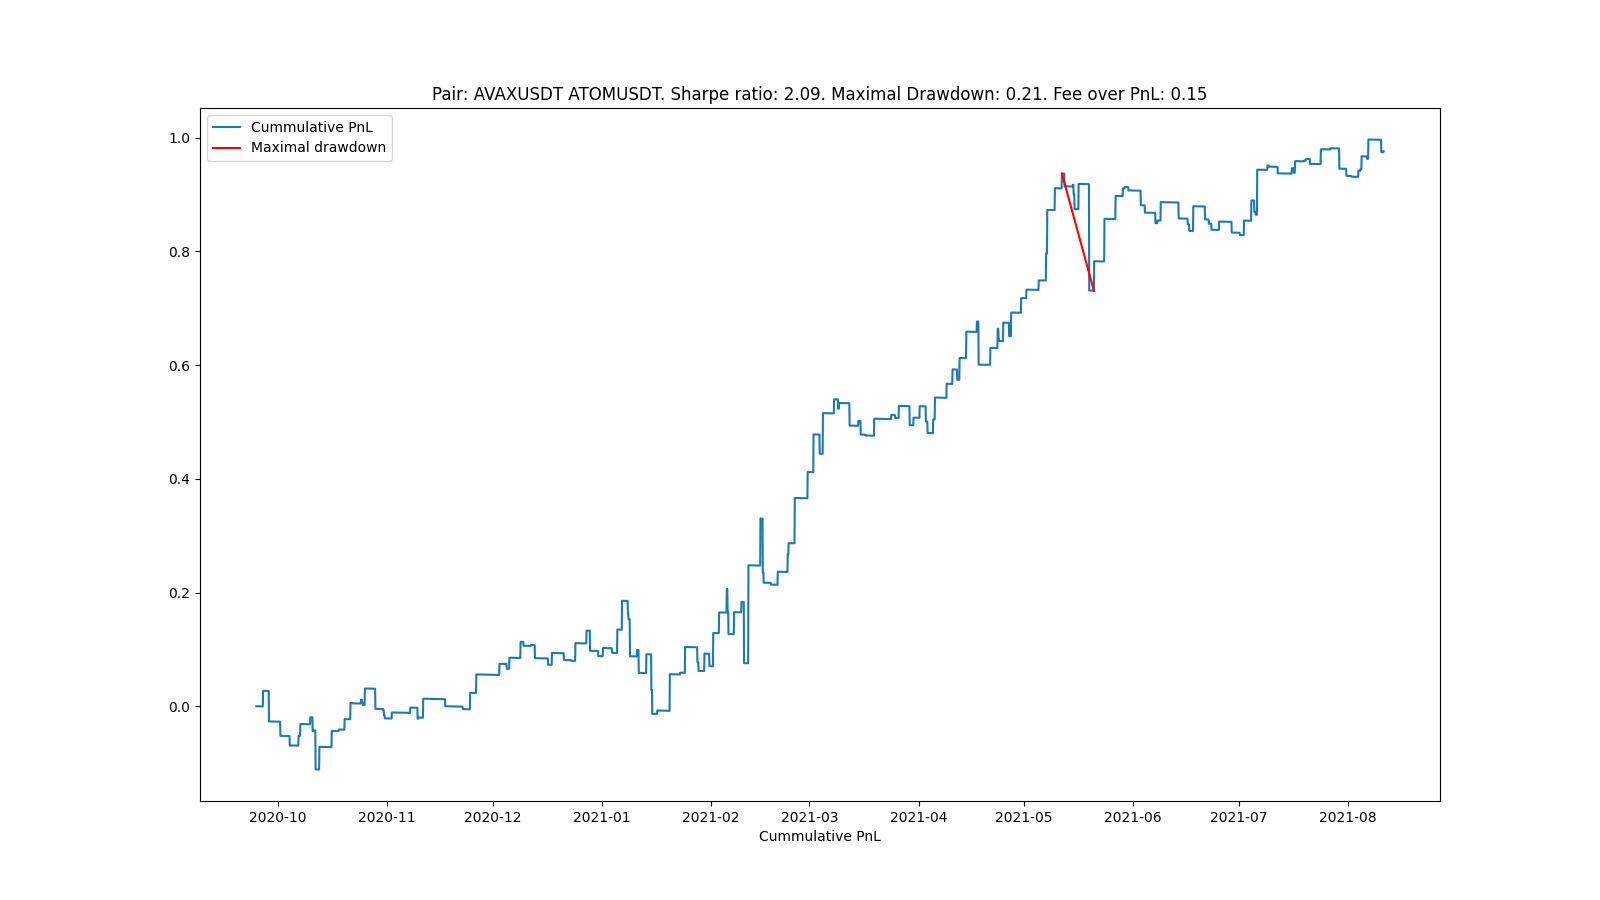 Pair: AVAXUSDT ATOMUSDT. Sharpe ratio: 2.09. Maximal Drawdown: 0.21. Fee over PnL: 0.15
Cummulative PnL
Maximal drawdown
1.0
0.8
0.6
0.4
0.2
0.0
2020-10 2020-11 2020-12 2021-01 2021-02 2021-03 2021-04 2021-05 2021-06 2021-07 2021-08
Cummulative PnL